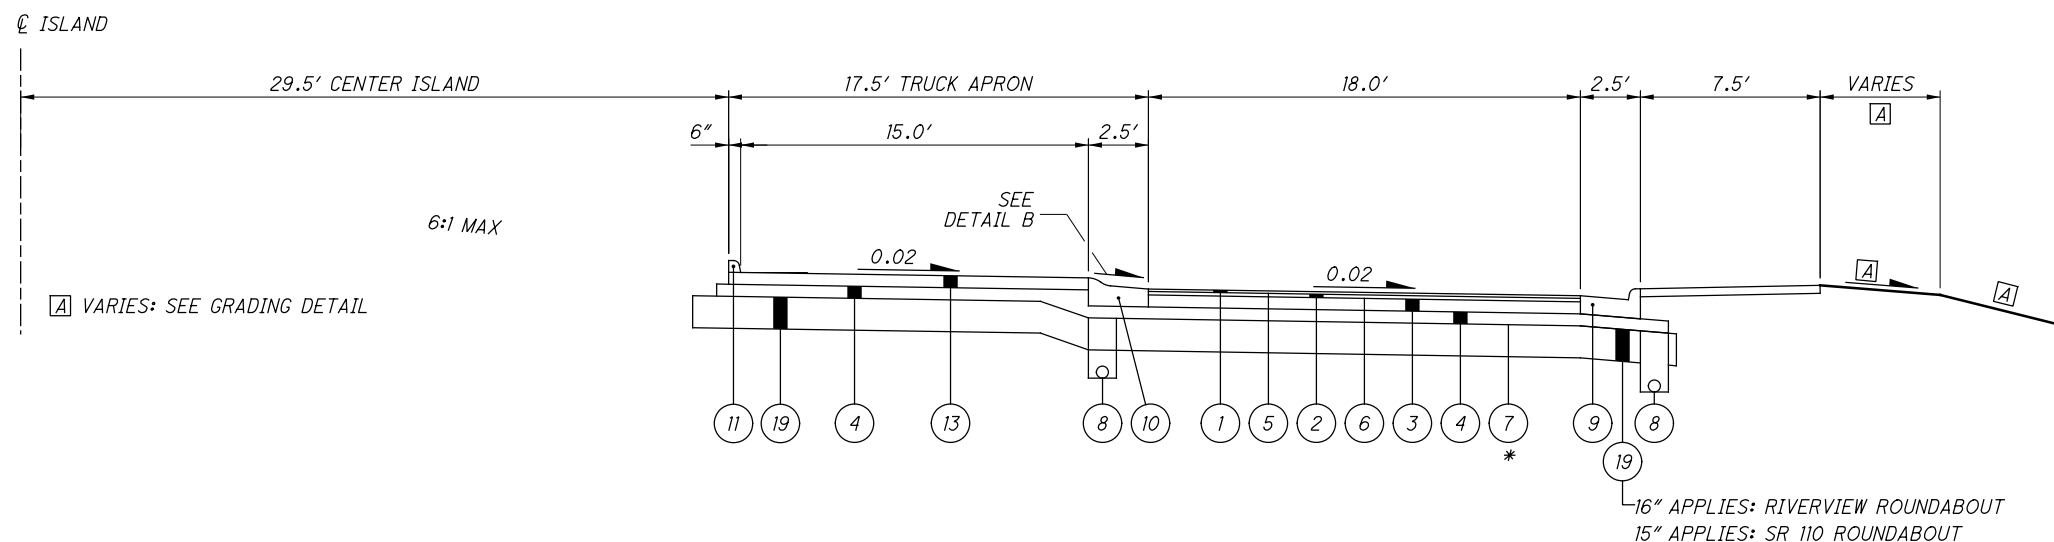 ℄ ISLAND
29.5' CENTER ISLAND
17.5' TRUCK APRON
18.0'
2.5'
7.5'
VARIES
A
6"
15.0'
2.5'
SEE
DETAIL B
6:1 MAX
0.02
0.02
A
A
A VARIES: SEE GRADING DETAIL
11
19
4
13
8
10
1
5
2
6
3
4
7
9
8
*
19
16" APPLIES: RIVERVIEW ROUNDABOUT
15" APPLIES: SR 110 ROUNDABOUT